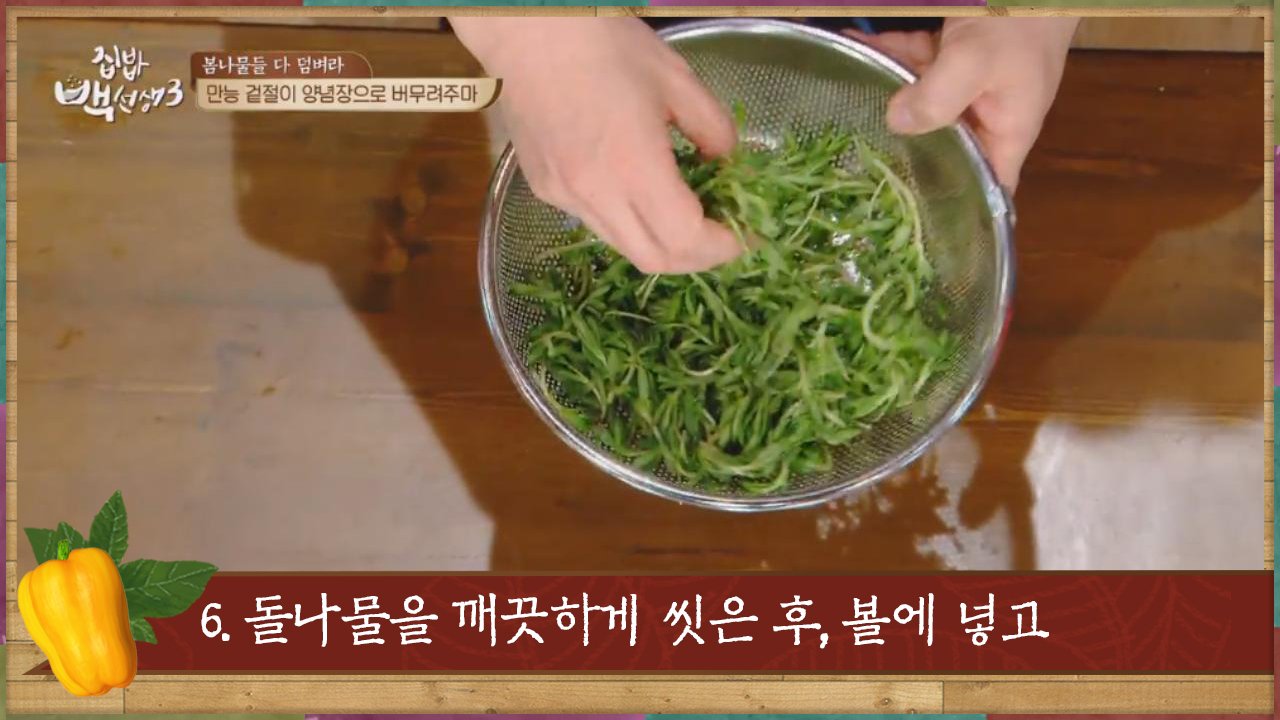 집밥
백선생3
봄나물들 다 덤벼라
만능 겉절이 양념장으로 버무려주마
6. 돌나물을 깨끗하게 씻은 후, 볼에 넣고